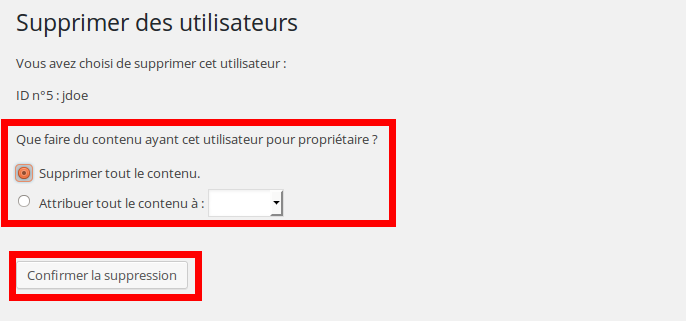 Supprimer des utilisateurs
Vous avez choisi de supprimer cet utilisateur :
ID n°5 : jdoe
Que faire du contenu ayant cet utilisateur pour propriétaire ?
Supprimer tout le contenu.
Attribuer tout le contenu à :
Confirmer la suppression